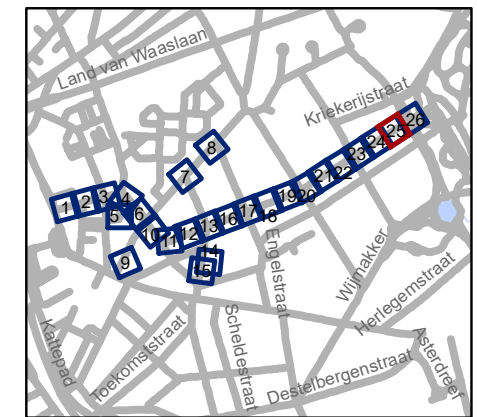 Land van Waaslaan
Kriekerijstraat
8
7
26
25
24
23
22
21
20
19
18
17
16
13
12
11
10
14
15
1
2
3
4
5
6
9
Engelstraat
Wijmakker
Herlegemstraat
Kattepad
Toekomststraat
Scheldestraat
Destelbergenstraat
Asterdreef